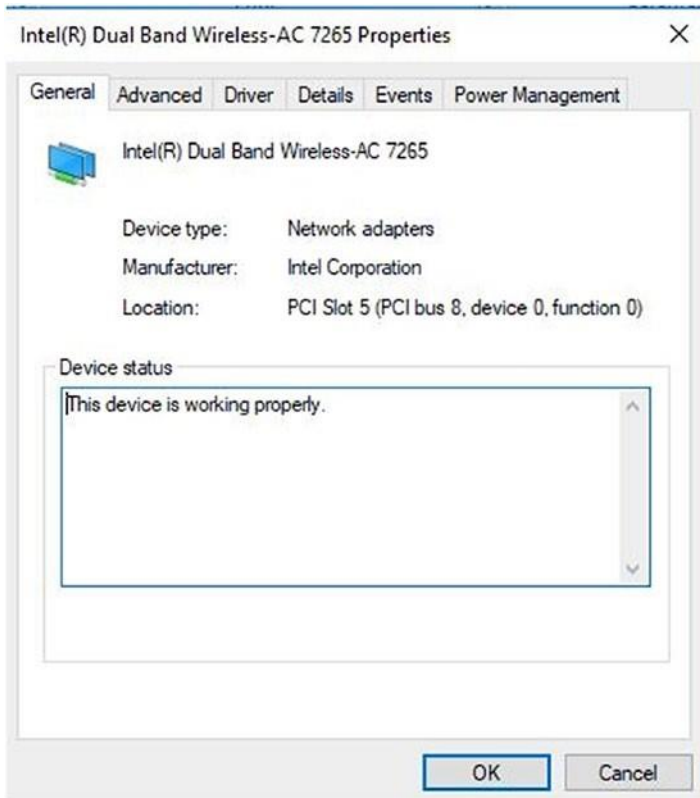 Intel(R) Dual Band Wireless-AC 7265 Properties
General Advanced Driver Details Events Power Management
Intel(R) Dual Band Wireless-AC 7265
Device type: Network adapters
Manufacturer: Intel Corporation
Location: PCI Slot 5 (PCI bus 8, device 0, function 0)
Device status
This device is working properly.
OK Cancel